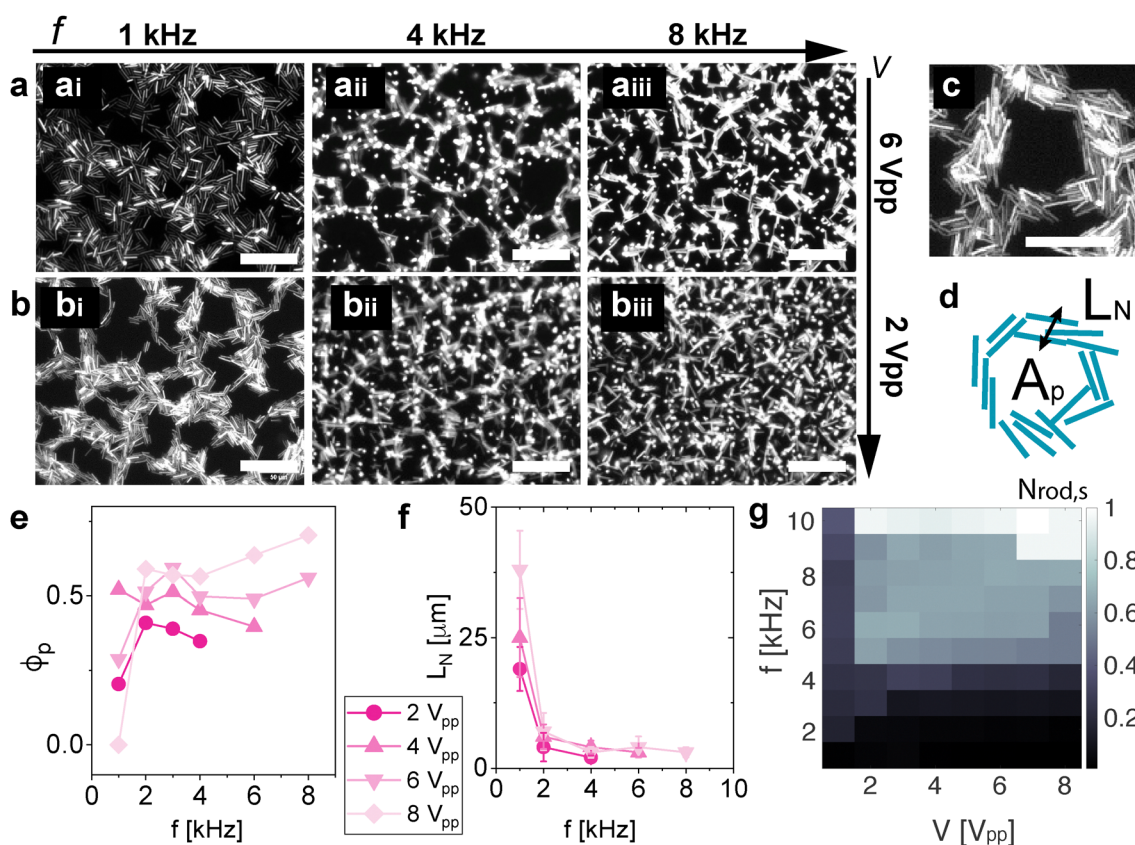 f
1 kHz
4 kHz
8 kHz
V
a
ai
aii
aiii
6 Vpp
c
b
bi
bii
biii
2 Vpp
50 µm
d
LN
Ap
e
ϕp
0.5
0.0
0 2 4 6 8
f [kHz]
2 Vpp
4 Vpp
6 Vpp
8 Vpp
f
LN [μm]
50
25
0
0 2 4 6 8 10
f [kHz]
g
Nrod,s
f [kHz]
10
8
6
4
2
2 4 6 8
V [Vpp]
1
0.8
0.6
0.4
0.2